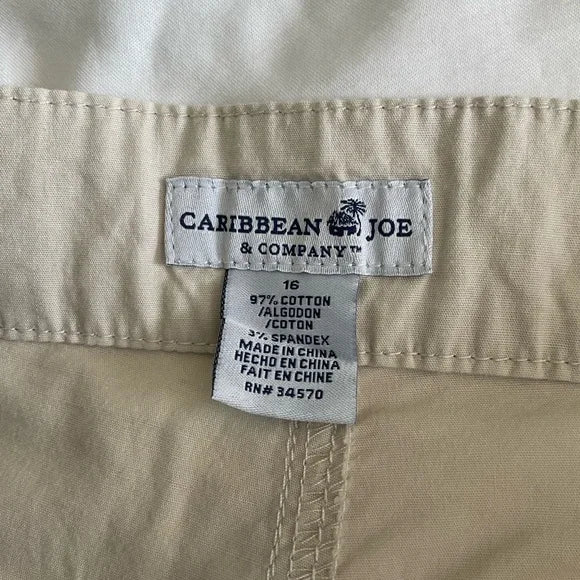 CARIBBEAN JOE
& COMPANY™
16
97% COTTON
/ALGODON
/COTON
3% SPANDEX
MADE IN CHINA
HECHO EN CHINA
FAIT EN CHINE
RN# 34570